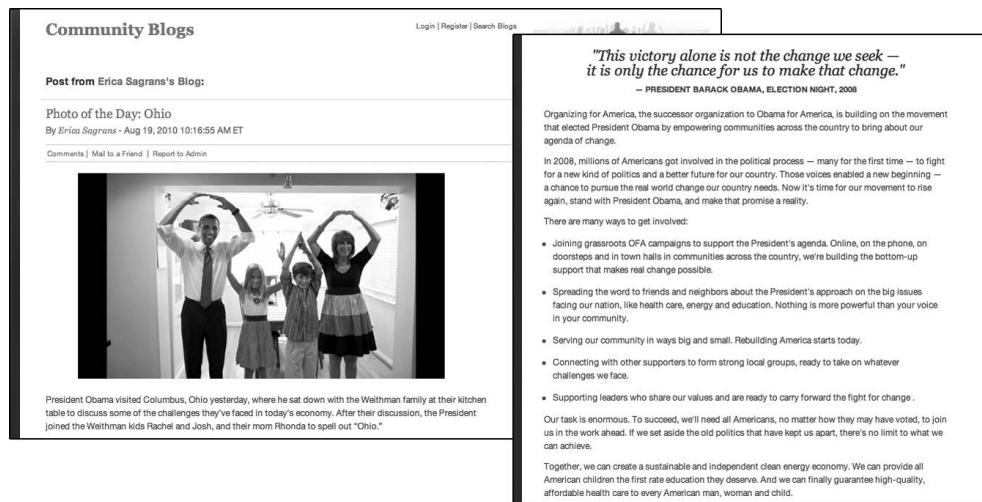 Community Blogs
Login | Register | Search Blogs
Post from Erica Sagrans's Blog:
Photo of the Day: Ohio
By Erica Sagrans - Aug 19, 2010 10:16:55 AM ET
Comments | Mail to a Friend | Report to Admin
President Obama visited Columbus, Ohio yesterday, where he sat down with the Weithman family at their kitchen
table to discuss some of the challenges they've faced in today's economy. After their discussion, the President
joined the Weithman kids Rachel and Josh, and their mom Rhonda to spell out "Ohio."
"This victory alone is not the change we seek —
it is only the chance for us to make that change."
— PRESIDENT BARACK OBAMA, ELECTION NIGHT, 2008
Organizing for America, the successor organization to Obama for America, is building on the movement
that elected President Obama by empowering communities across the country to bring about our
agenda of change.
In 2008, millions of Americans got involved in the political process — many for the first time — to fight
for a new kind of politics and a better future for our country. Those voices enabled a new beginning —
a chance to pursue the real world change our country needs. Now it's time for our movement to rise
again, stand with President Obama, and make that promise a reality.
There are many ways to get involved:
• Joining grassroots OFA campaigns to support the President's agenda. Online, on the phone, on
doorsteps and in town halls in communities across the country, we're building the bottom-up
support that makes real change possible.
• Spreading the word to friends and neighbors about the President's approach on the big issues
facing our nation, like health care, energy and education. Nothing is more powerful than your voice
in your community.
• Serving our community in ways big and small. Rebuilding America starts today.
• Connecting with other supporters to form strong local groups, ready to take on whatever
challenges we face.
• Supporting leaders who share our values and are ready to carry forward the fight for change .
Our task is enormous. To succeed, we'll need all Americans, no matter how they may have voted, to join
us in the work ahead. If we set aside the old politics that have kept us apart, there's no limit to what we
can achieve.
Together, we can create a sustainable and independent clean energy economy. We can provide all
American children the first rate education they deserve. And we can finally guarantee high-quality,
affordable health care to every American man, woman and child.